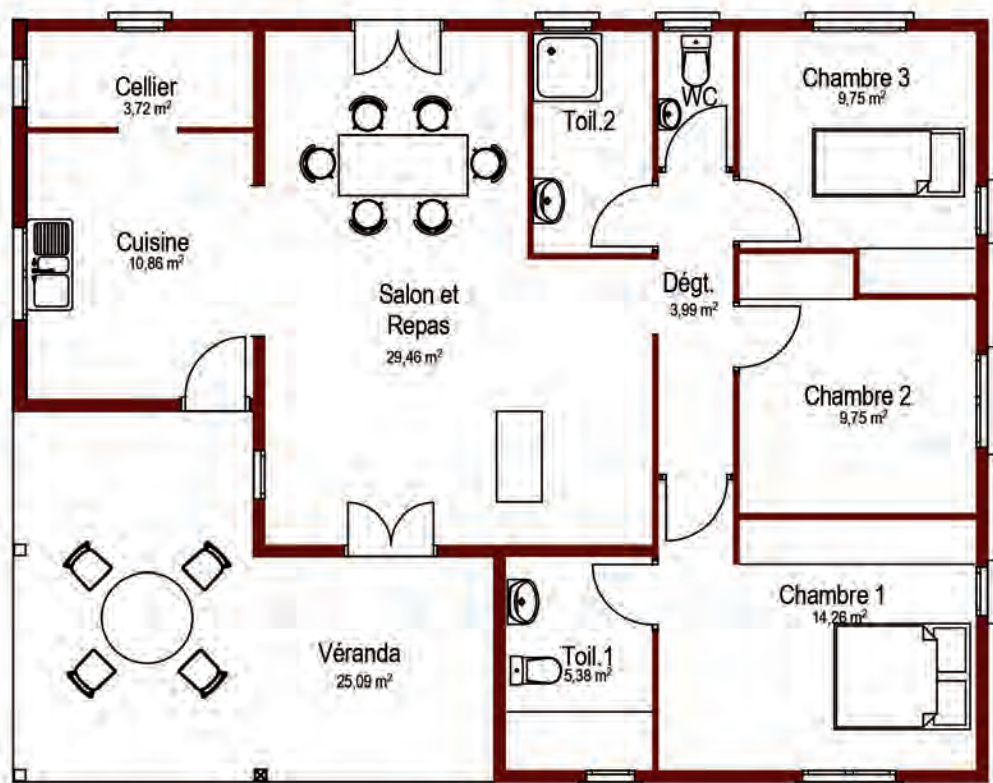 Cellier
3,72 m²
Toil.2
WC
Chambre 3
9,75 m²
Cuisine
10,86 m²
Salon et
Repas
29,46 m²
Dégt.
3,99 m²
Chambre 2
9,75 m²
Chambre 1
14,26 m²
Véranda
25,09 m²
Toil.1
5,38 m²